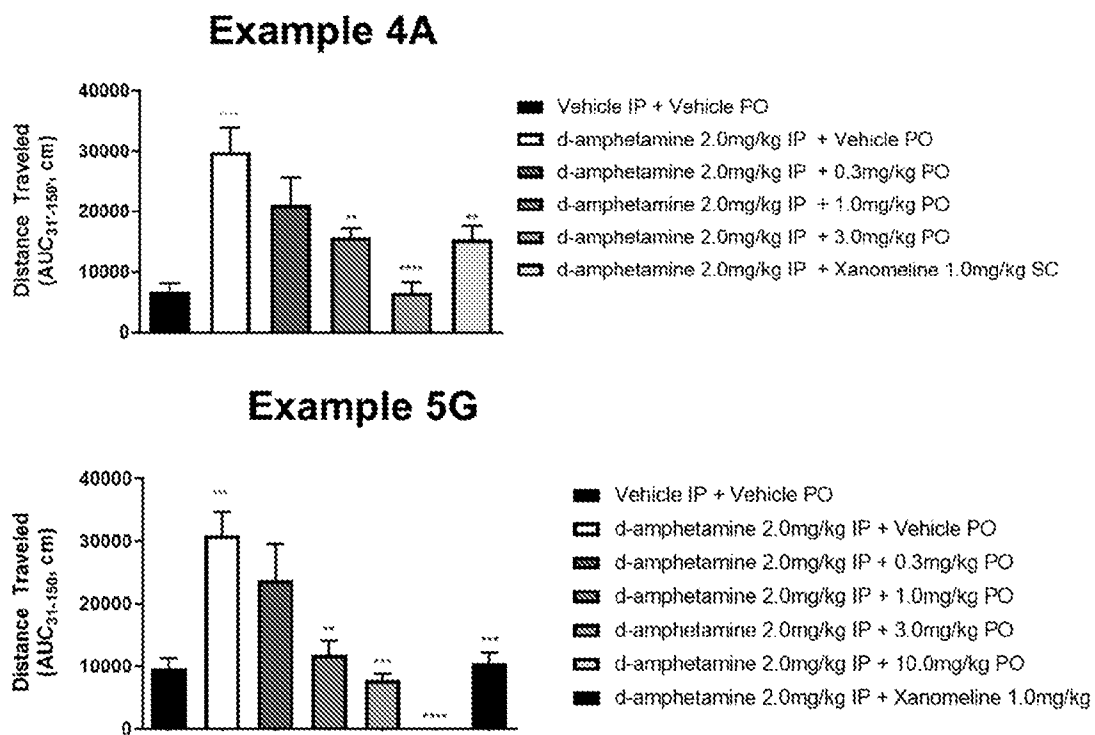 Example 4A
Distance Traveled
(AUC31-150, cm)
40000
30000
20000
10000
0
****
**
****
**
Vehicle IP + Vehicle PO
d-amphetamine 2.0mg/kg IP + Vehicle PO
d-amphetamine 2.0mg/kg IP + 0.3mg/kg PO
d-amphetamine 2.0mg/kg IP + 1.0mg/kg PO
d-amphetamine 2.0mg/kg IP + 3.0mg/kg PO
d-amphetamine 2.0mg/kg IP + Xanomeline 1.0mg/kg SC
Example 5G
Distance Traveled
(AUC31-150, cm)
40000
30000
20000
10000
0
***
**
***
****
***
Vehicle IP + Vehicle PO
d-amphetamine 2.0mg/kg IP + Vehicle PO
d-amphetamine 2.0mg/kg IP + 0.3mg/kg PO
d-amphetamine 2.0mg/kg IP + 1.0mg/kg PO
d-amphetamine 2.0mg/kg IP + 3.0mg/kg PO
d-amphetamine 2.0mg/kg IP + 10.0mg/kg PO
d-amphetamine 2.0mg/kg IP + Xanomeline 1.0mg/kg